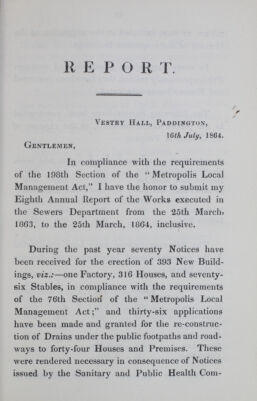 REPORT.
VESTRY HALL, PADDINGTON,
16th July, 1864.
GENTLEMEN,
In compliance with the requirements
of the 198th Section of the "Metropolis Local
Management Act," I have the honor to submit my
Eighth Annual Report of the Works executed in
the Sewers Department from the 25th March,
1863, to the 25th March, 1864, inclusive.
During the past year seventy Notices have
been received for the erection of 393 New Build-
ings, viz.:—one Factory, 316 Houses, and seventy-
six Stables, in compliance with the requirements
of the 76th Sectiof of the "Metropolis Local
Management Act;" and thirty-six applications
have been made and granted for the re-construc-
tion of Drains under the public footpaths and road-
ways to forty-four Houses and Premises. These
were rendered necessary in consequence of Notices
issued by the Sanitary and Public Health Com-